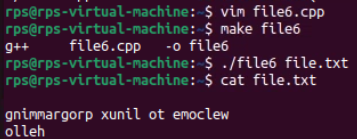 rps@rps-virtual-machine:~$ vim file6.cpp
rps@rps-virtual-machine:~$ make file6
g++     file6.cpp   -o file6
rps@rps-virtual-machine:~$ ./file6 file.txt
rps@rps-virtual-machine:~$ cat file.txt
gnimmargorp xunil ot emoclew
olleh